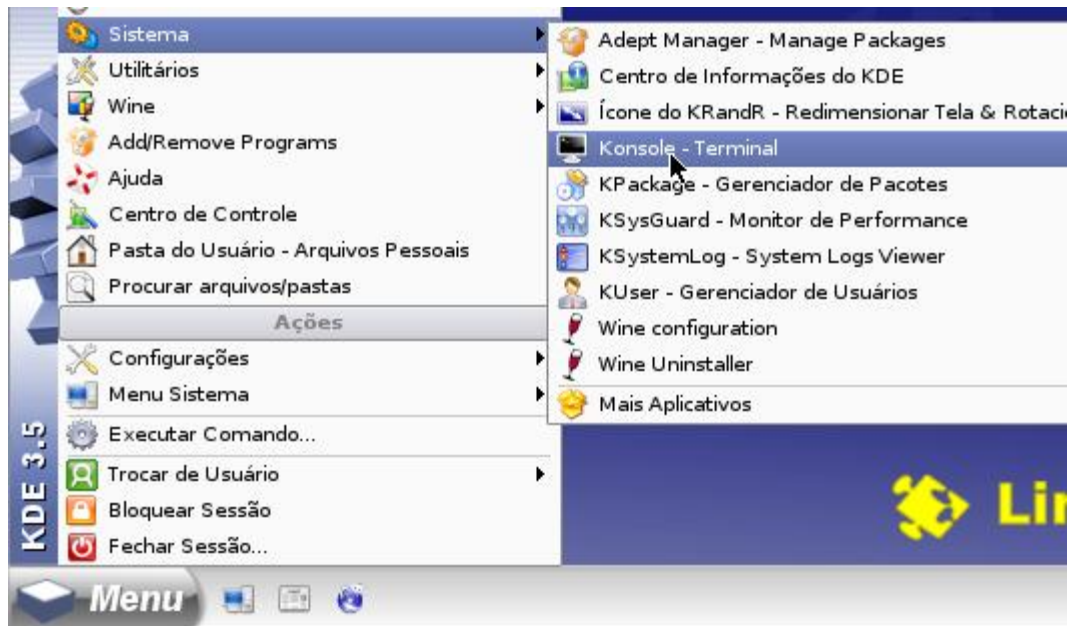 Sistema
Utilitários
Wine
Add/Remove Programs
Ajuda
Centro de Controle
Pasta do Usuário - Arquivos Pessoais
Procurar arquivos/pastas
Ações
Configurações
Menu Sistema
Executar Comando...
Trocar de Usuário
Bloquear Sessão
Fechar Sessão...
KDE 3.5
Adept Manager - Manage Packages
Centro de Informações do KDE
Ícone do KRandR - Redimensionar Tela &
Konsole - Terminal
KPackage - Gerenciador de Pacotes
KSysGuard - Monitor de Performance
KSystemLog - System Logs Viewer
KUser - Gerenciador de Usuários
Wine configuration
Wine Uninstaller
Mais Aplicativos
Menu